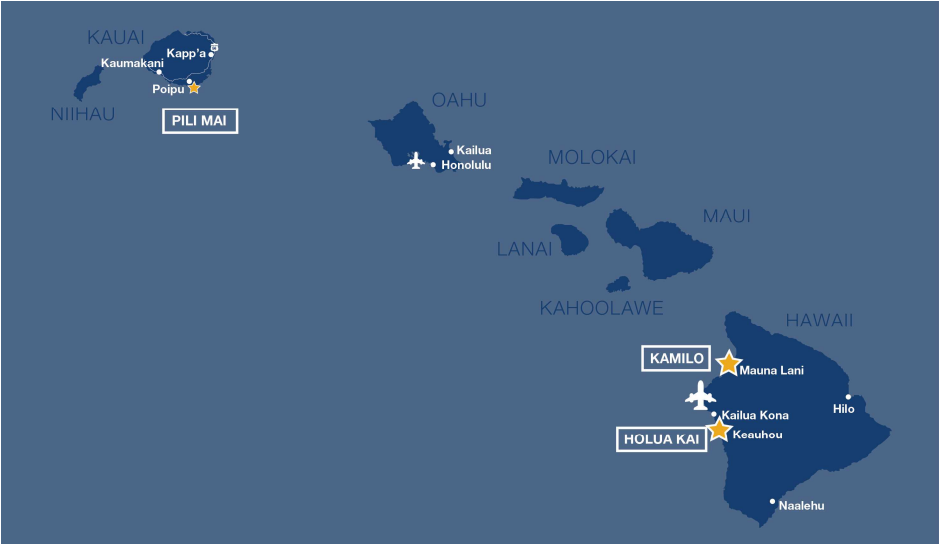 KAUAI
Kapp'a
Kaumakani
Poipu
NIIHAU
PILI MAI
OAHU
Kailua
Honolulu
MOLOKAI
MAUI
LANAI
KAHOOLAWE
HAWAII
KAMILO
Mauna Lani
Hilo
Kailua Kona
HOLUA KAI
Keauhou
Naalehu